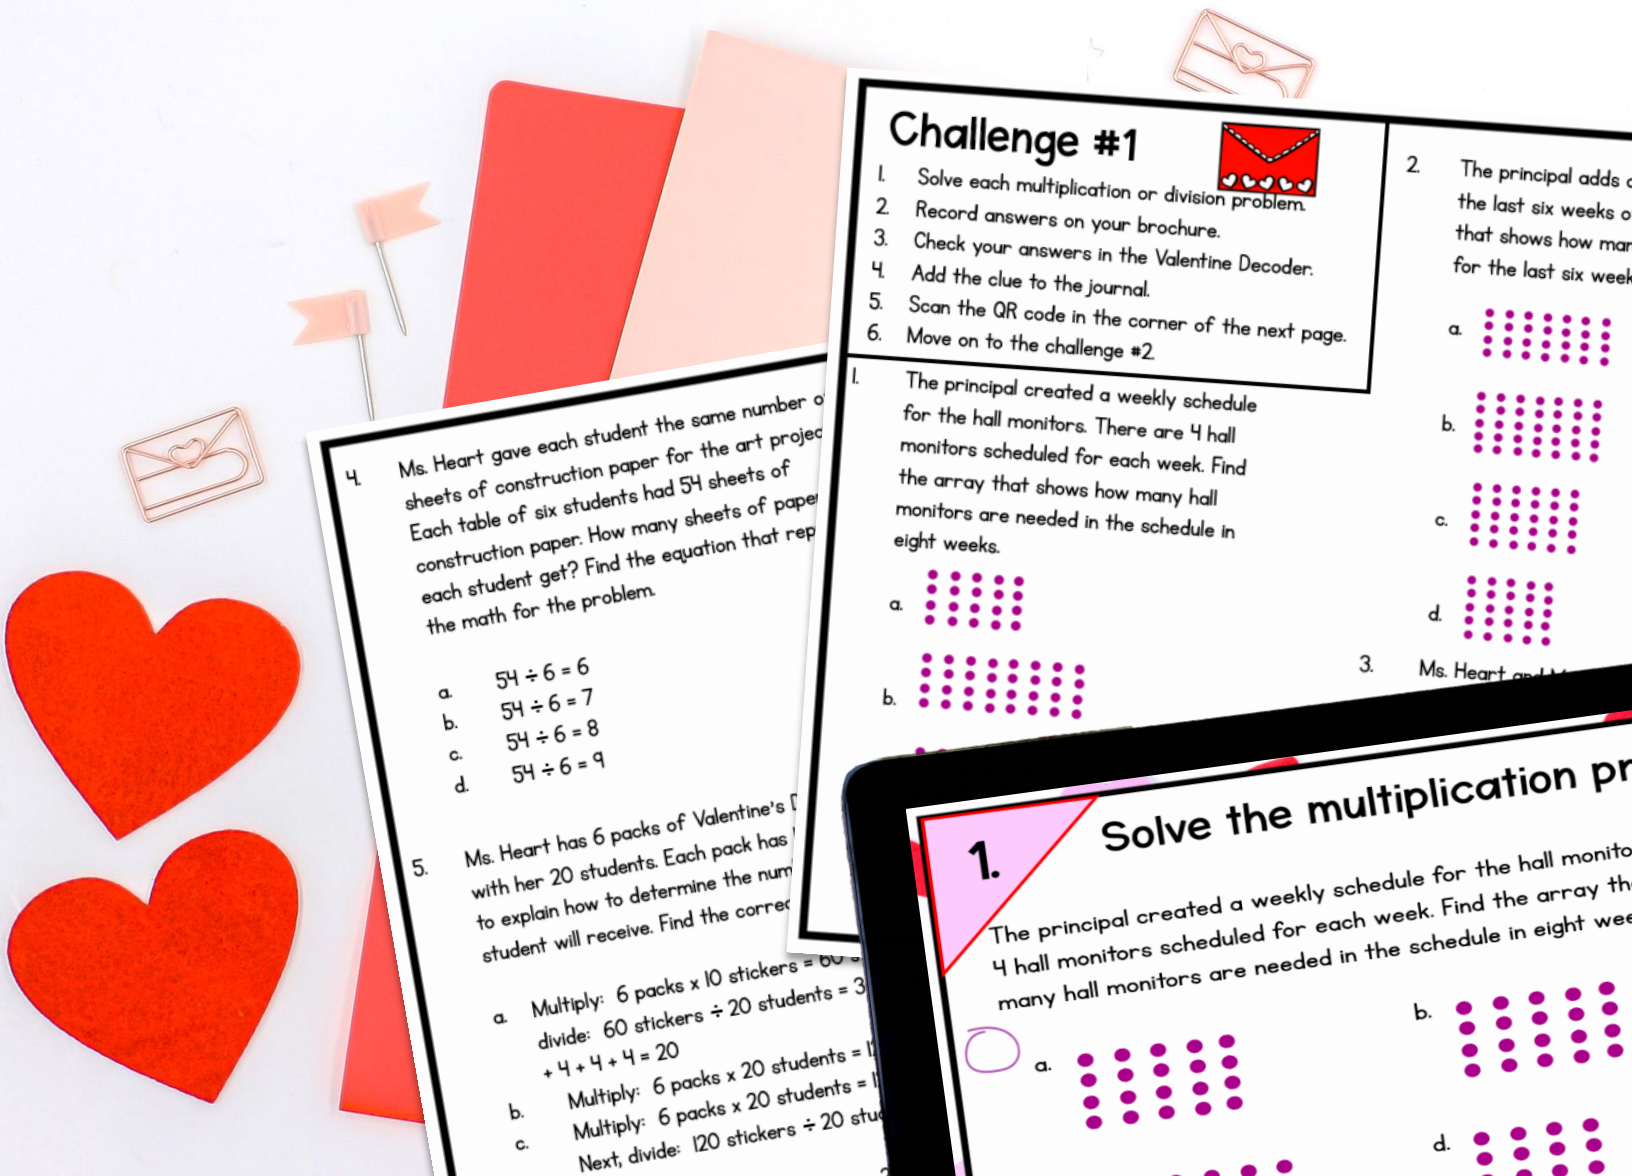 Challenge #1
1. Solve each multiplication or division problem.
2. Record answers on your brochure.
3. Check your answers in the Valentine Decoder.
4. Add the clue to the journal.
5. Scan the QR code in the corner of the next page.
6. Move on to the challenge #2.
1. The principal created a weekly schedule
for the hall monitors. There are 4 hall
monitors scheduled for each week. Find
the array that shows how many hall
monitors are needed in the schedule in
eight weeks.
a.
b.
2. The principal adds
the last six weeks
that shows how
for the last six
a.
b.
c.
d.
3. Ms. Heart
4. Ms. Heart gave each student the same number
sheets of construction paper for the art
Each table of six students had 54 sheets of
construction paper. How many sheets of paper
each student get? Find the equation that
the math for the problem.
a. 54 ÷ 6 = 6
b. 54 ÷ 6 = 7
c. 54 ÷ 6 = 8
d. 54 ÷ 6 = 9
5. Ms. Heart has 6 packs of Valentine's
with her 20 students. Each pack has
to explain how to determine the
student will receive. Find the
a. Multiply: 6 packs x 10 stickers = 60
divide: 60 stickers ÷ 20 students = 3
+ 4 + 4 + 4 = 20
b. Multiply: 6 packs x 20 students =
c. Multiply: 6 packs x 20 students =
Next, divide: 120 stickers ÷ 20
1. Solve the multiplication
The principal created a weekly schedule for the hall
4 hall monitors scheduled for each week. Find the array
many hall monitors are needed in the schedule in eight
a.
b.
d.